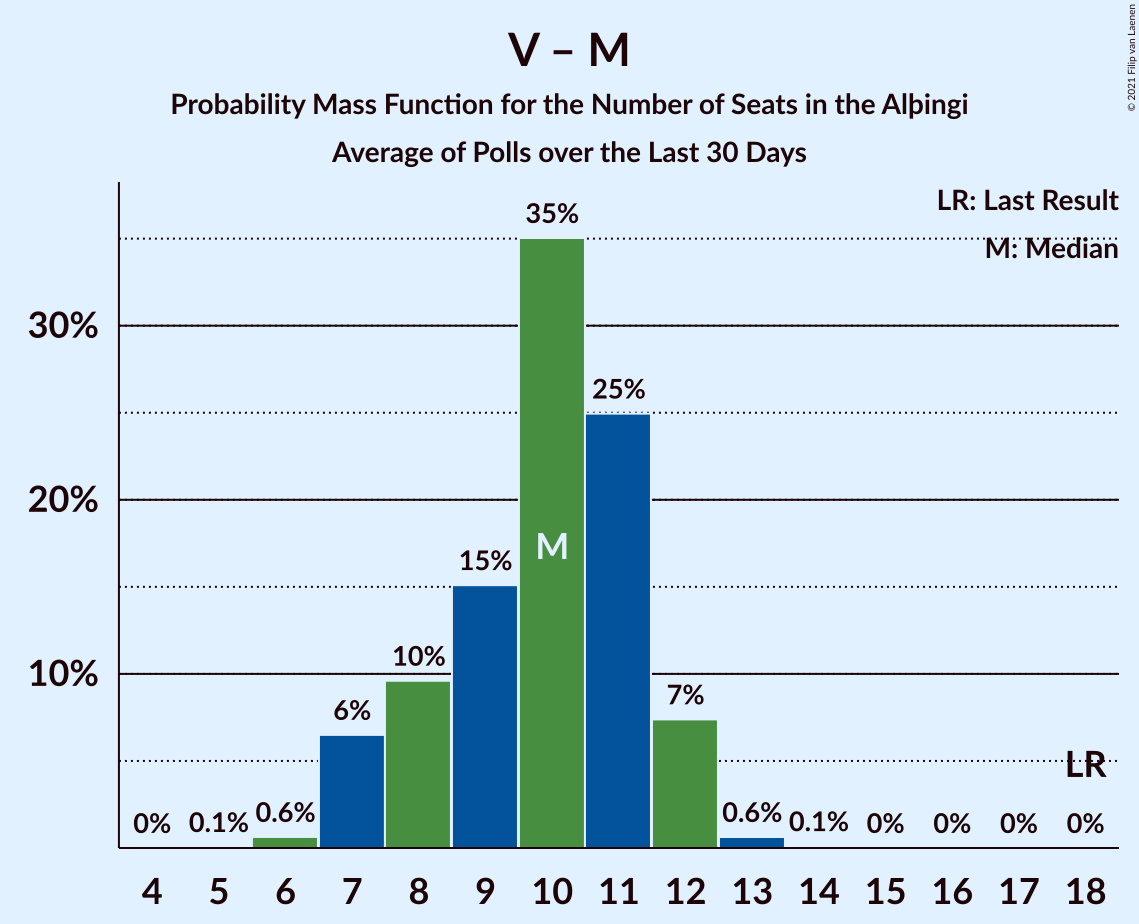 V – M
Probability Mass Function for the Number of Seats in the Alþingi
Average of Polls over the Last 30 Days
© 2021 Filip van Laenen
LR: Last Result
M: Median
35%
30%
25%
20%
M
15%
10%
10%
7%
6%
LR
0% 0.1% 0.6% 0.6% 0.1% 0% 0% 0% 0%
4 5 6 7 8 9 10 11 12 13 14 15 16 17 18